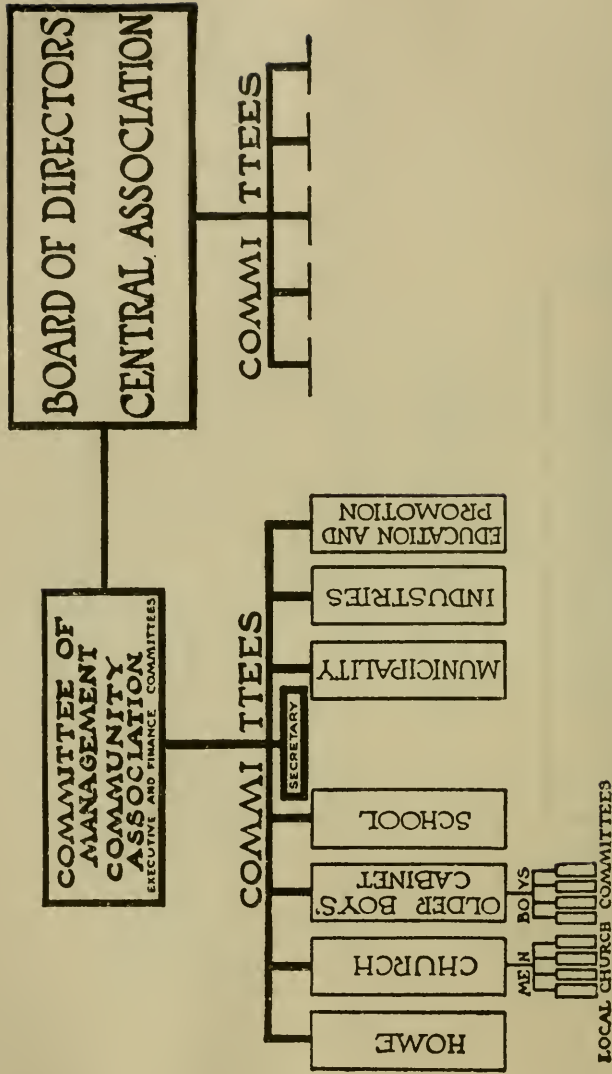 BOARD OF DIRECTORS
CENTRAL ASSOCIATION
COMMITTEES
COMMITTEE OF
MANAGEMENT
COMMUNITY
ASSOCIATION
EXECUTIVE AND FINANCE COMMITTEES
COMMITTEES
SECRETARY
HOME
CHURCH
OLDER BOYS'
CABINET
SCHOOL
MUNICIPALITY
INDUSTRIES
EDUCATION AND
PROMOTION
MEN
BOYS
LOCAL CHURCH COMMITTEES